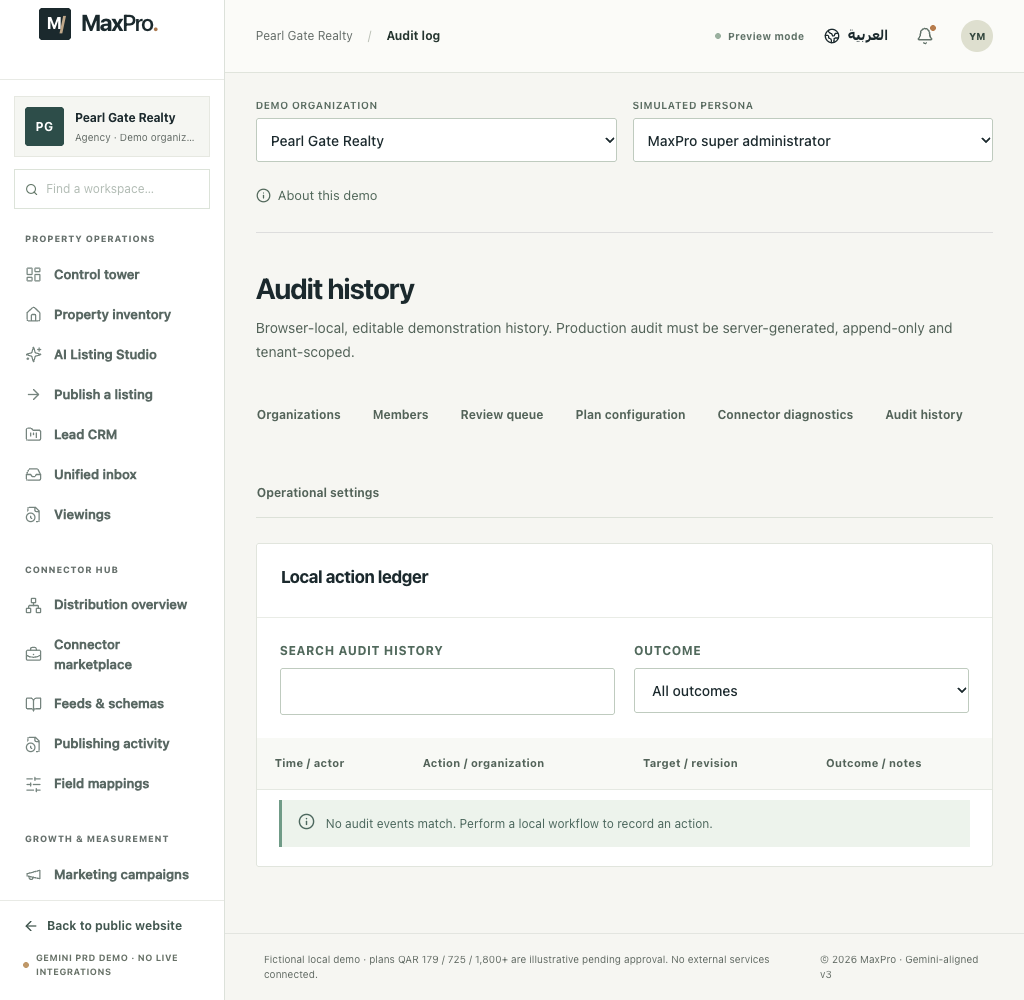 M/ MaxPro.
PG
Pearl Gate Realty
Agency · Demo organiz...
Find a workspace...
PROPERTY OPERATIONS
Control tower
Property inventory
AI Listing Studio
Publish a listing
Lead CRM
Unified inbox
Viewings
CONNECTOR HUB
Distribution overview
Connector
marketplace
Feeds & schemas
Publishing activity
Field mappings
GROWTH & MEASUREMENT
Marketing campaigns
Back to public website
GEMINI PRD DEMO · NO LIVE
INTEGRATIONS
Pearl Gate Realty / Audit log
Preview mode
العربية
YM
DEMO ORGANIZATION
Pearl Gate Realty
SIMULATED PERSONA
MaxPro super administrator
About this demo
Audit history
Browser-local, editable demonstration history. Production audit must be server-generated, append-only and
tenant-scoped.
Organizations Members Review queue Plan configuration Connector diagnostics Audit history
Operational settings
Local action ledger
SEARCH AUDIT HISTORY
OUTCOME
All outcomes
Time / actor Action / organization Target / revision Outcome / notes
No audit events match. Perform a local workflow to record an action.
Fictional local demo · plans QAR 179 / 725 / 1,800+ are illustrative pending approval. No external services
connected.
© 2026 MaxPro · Gemini-aligned
v3